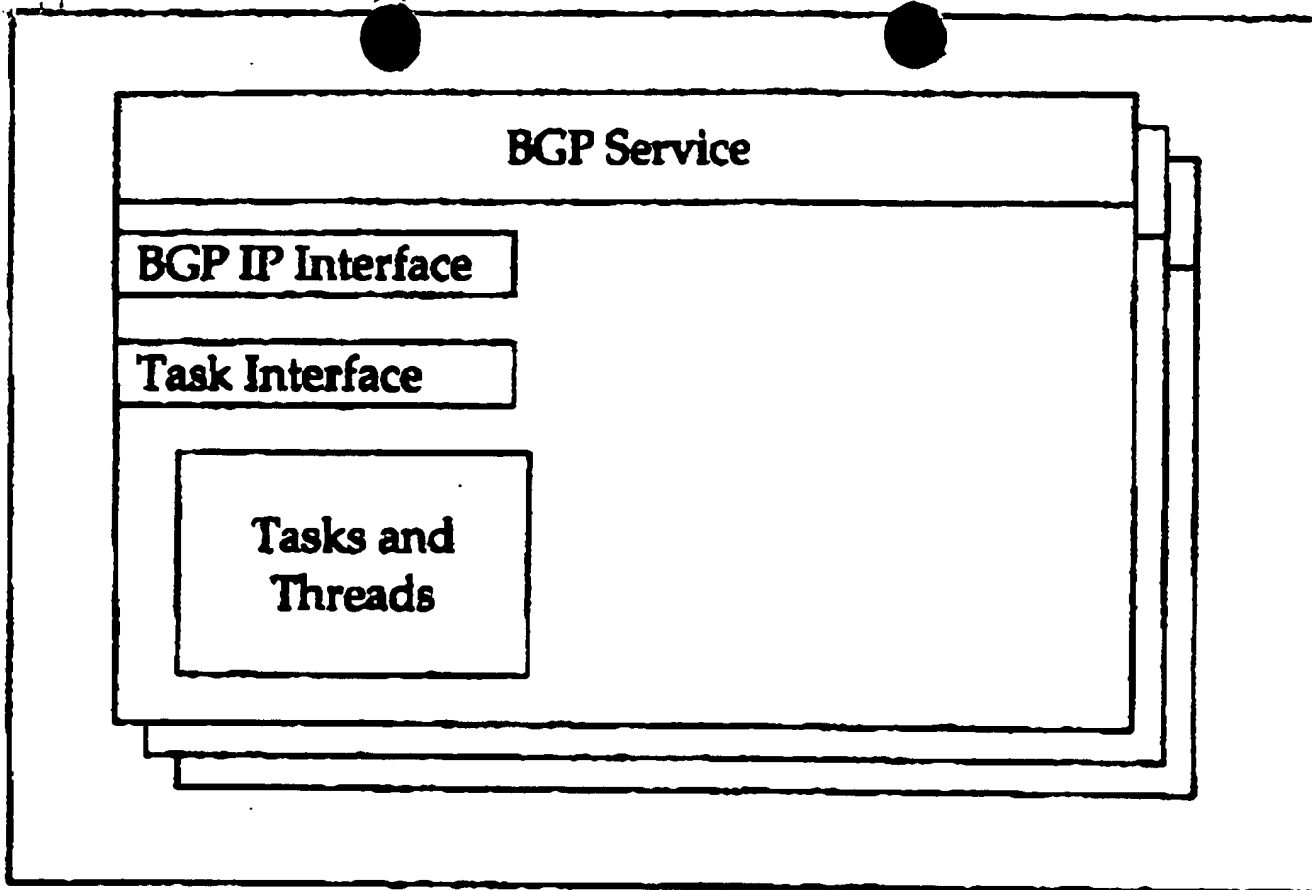 BGP Service
BGP IP Interface
Task Interface
Tasks and
Threads